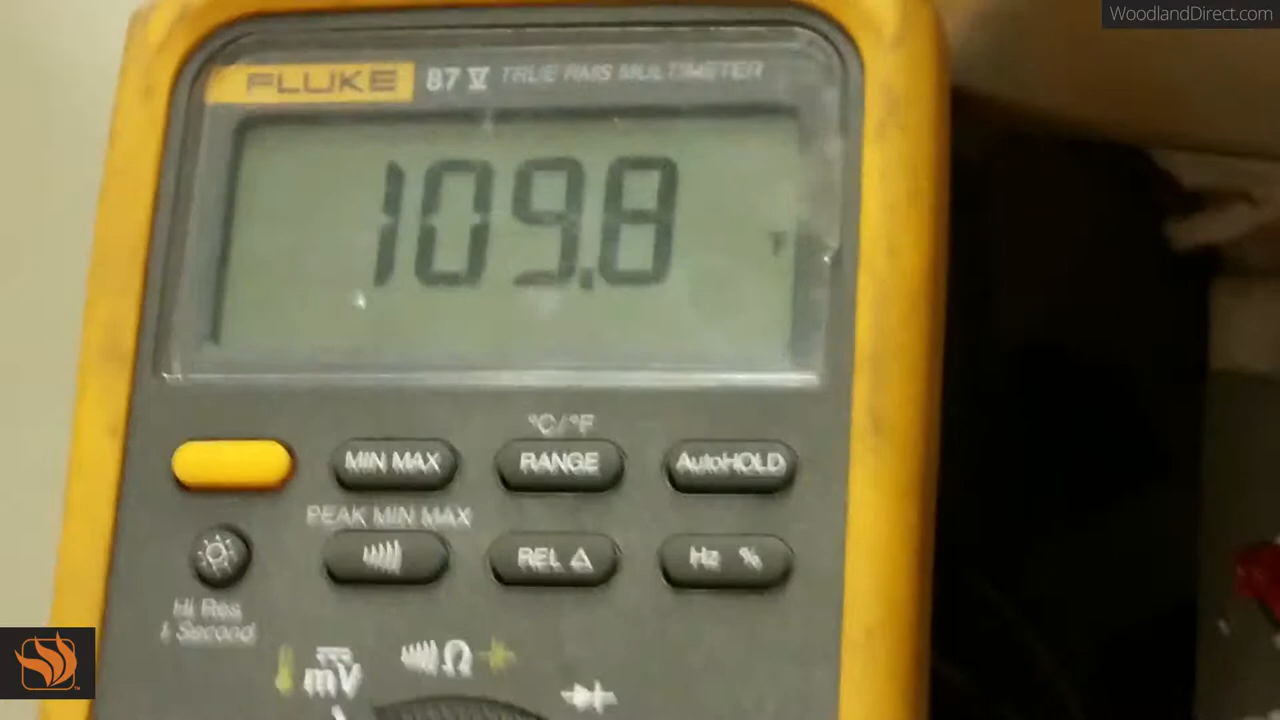 WoodlandDirect.com
FLUKE 87 V TRUE RMS MULTIMETER
109.8
°F
°C/°F
MIN MAX RANGE AutoHOLD
PEAK MIN MAX
REL Δ Hz %
Hi Res
1 Second
mV Ω